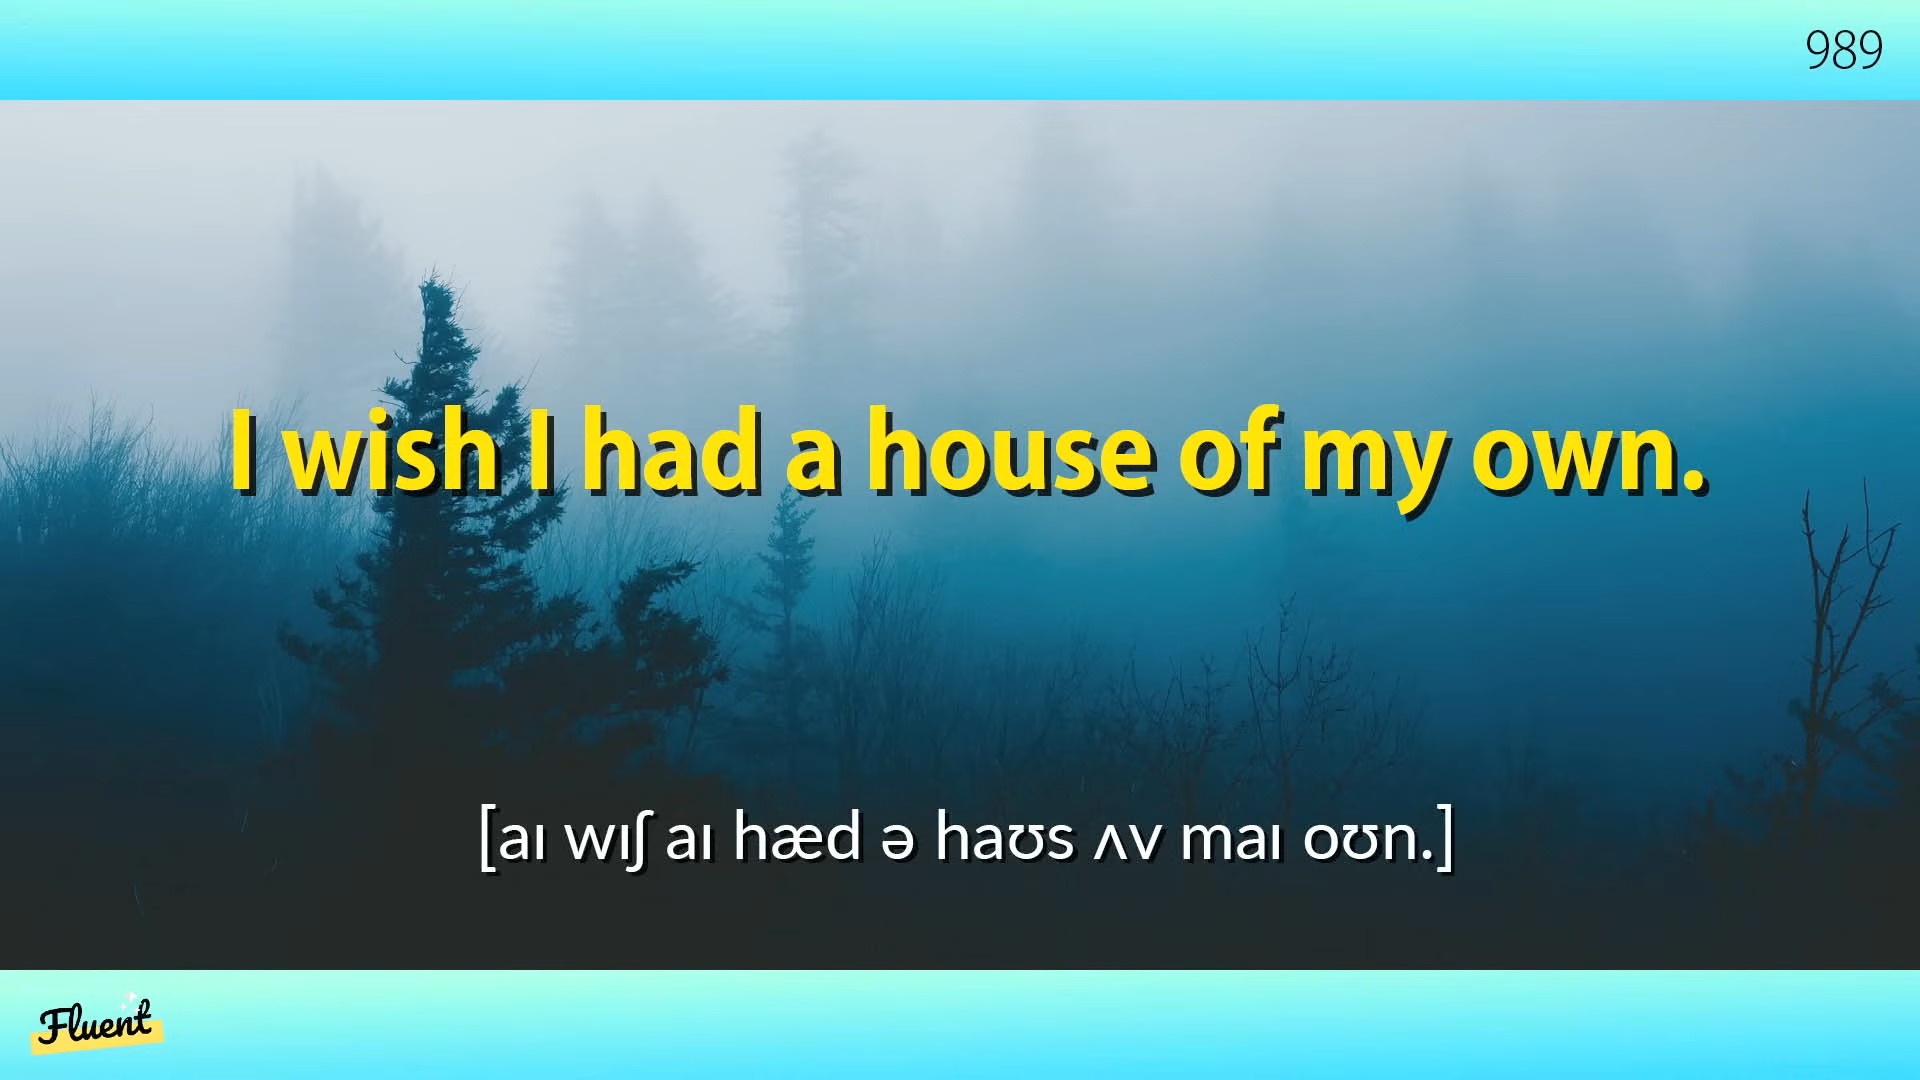 989
I wish I had a house of my own.
[aɪ wɪʃ aɪ hæd ə haʊs ʌv maɪ oʊn.]
Fluent